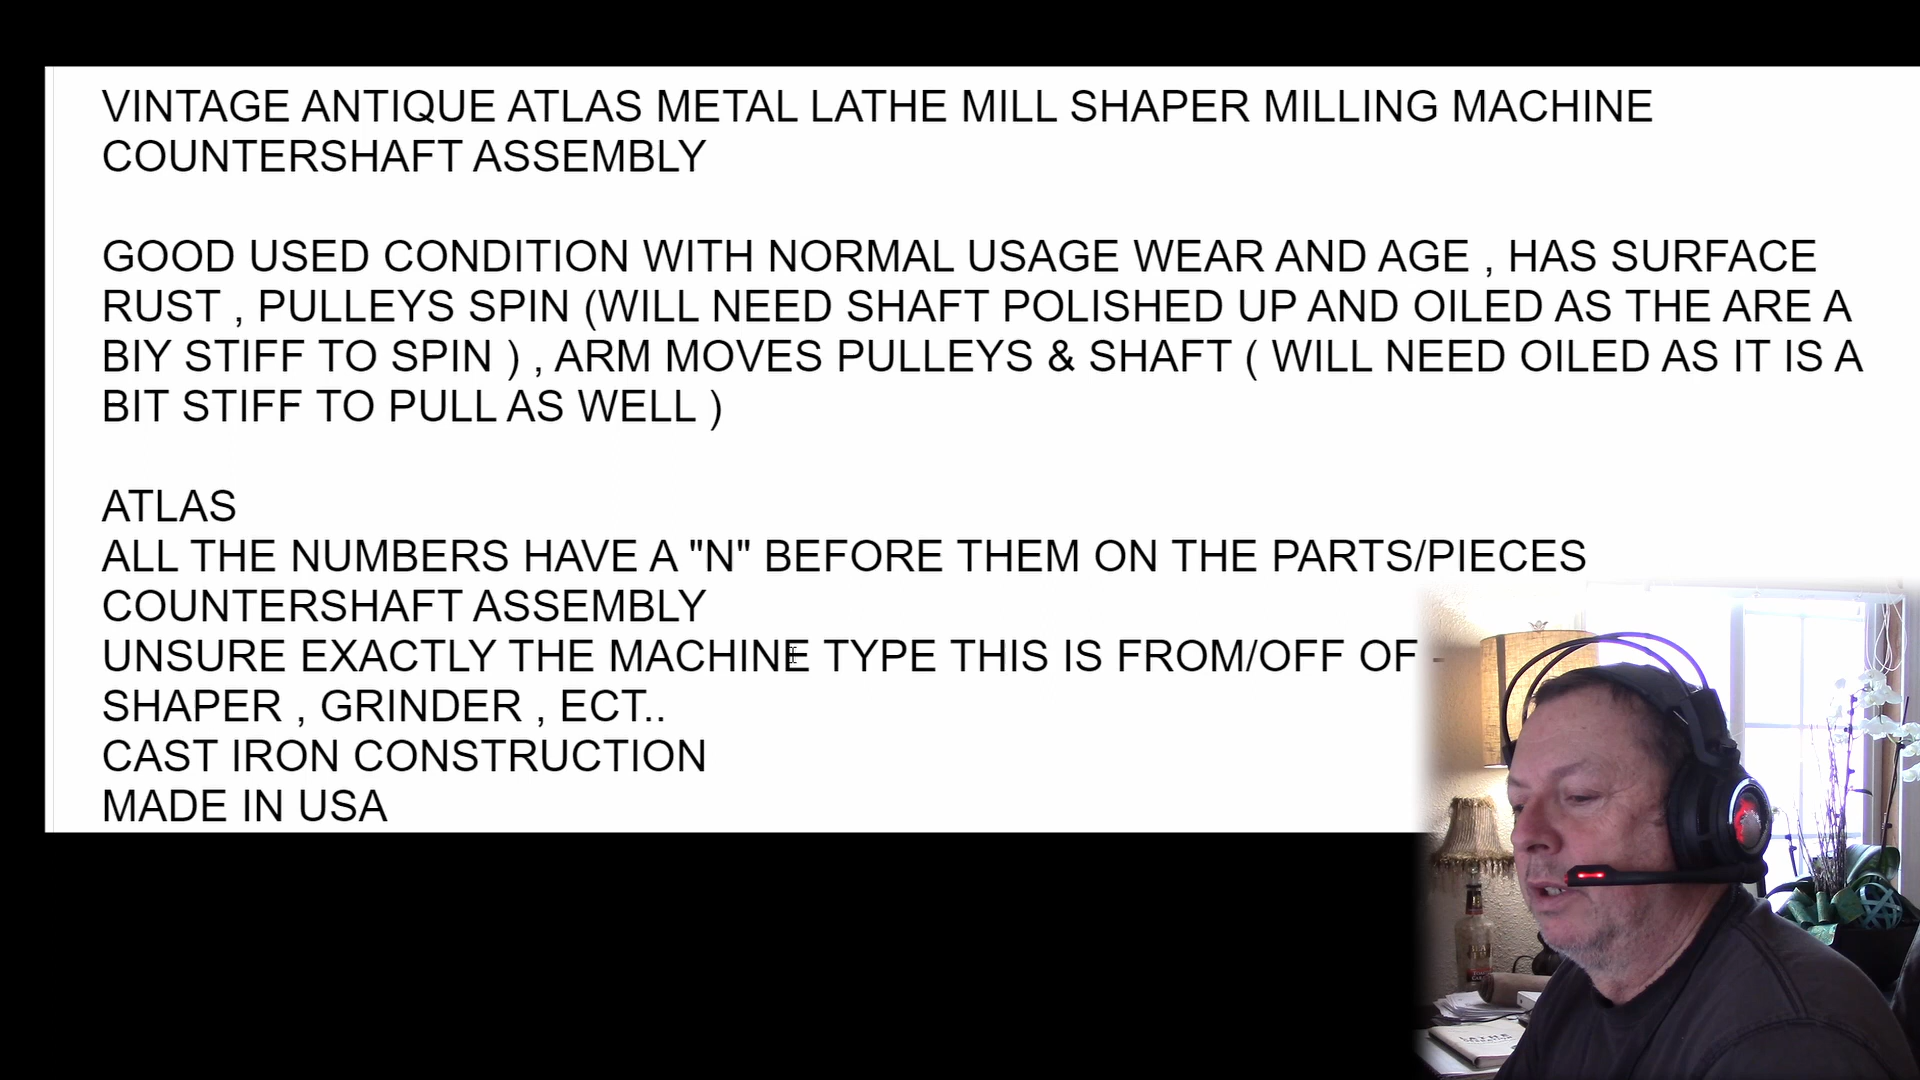 VINTAGE ANTIQUE ATLAS METAL LATHE MILL SHAPER MILLING MACHINE
COUNTERSHAFT ASSEMBLY
GOOD USED CONDITION WITH NORMAL USAGE WEAR AND AGE , HAS SURFACE
RUST , PULLEYS SPIN (WILL NEED SHAFT POLISHED UP AND OILED AS THE ARE A
BIY STIFF TO SPIN ) , ARM MOVES PULLEYS & SHAFT ( WILL NEED OILED AS IT IS A
BIT STIFF TO PULL AS WELL )
ATLAS
ALL THE NUMBERS HAVE A "N" BEFORE THEM ON THE PARTS/PIECES
COUNTERSHAFT ASSEMBLY
UNSURE EXACTLY THE MACHINE TYPE THIS IS FROM/OFF OF -
SHAPER , GRINDER , ECT..
CAST IRON CONSTRUCTION
MADE IN USA
LATHE